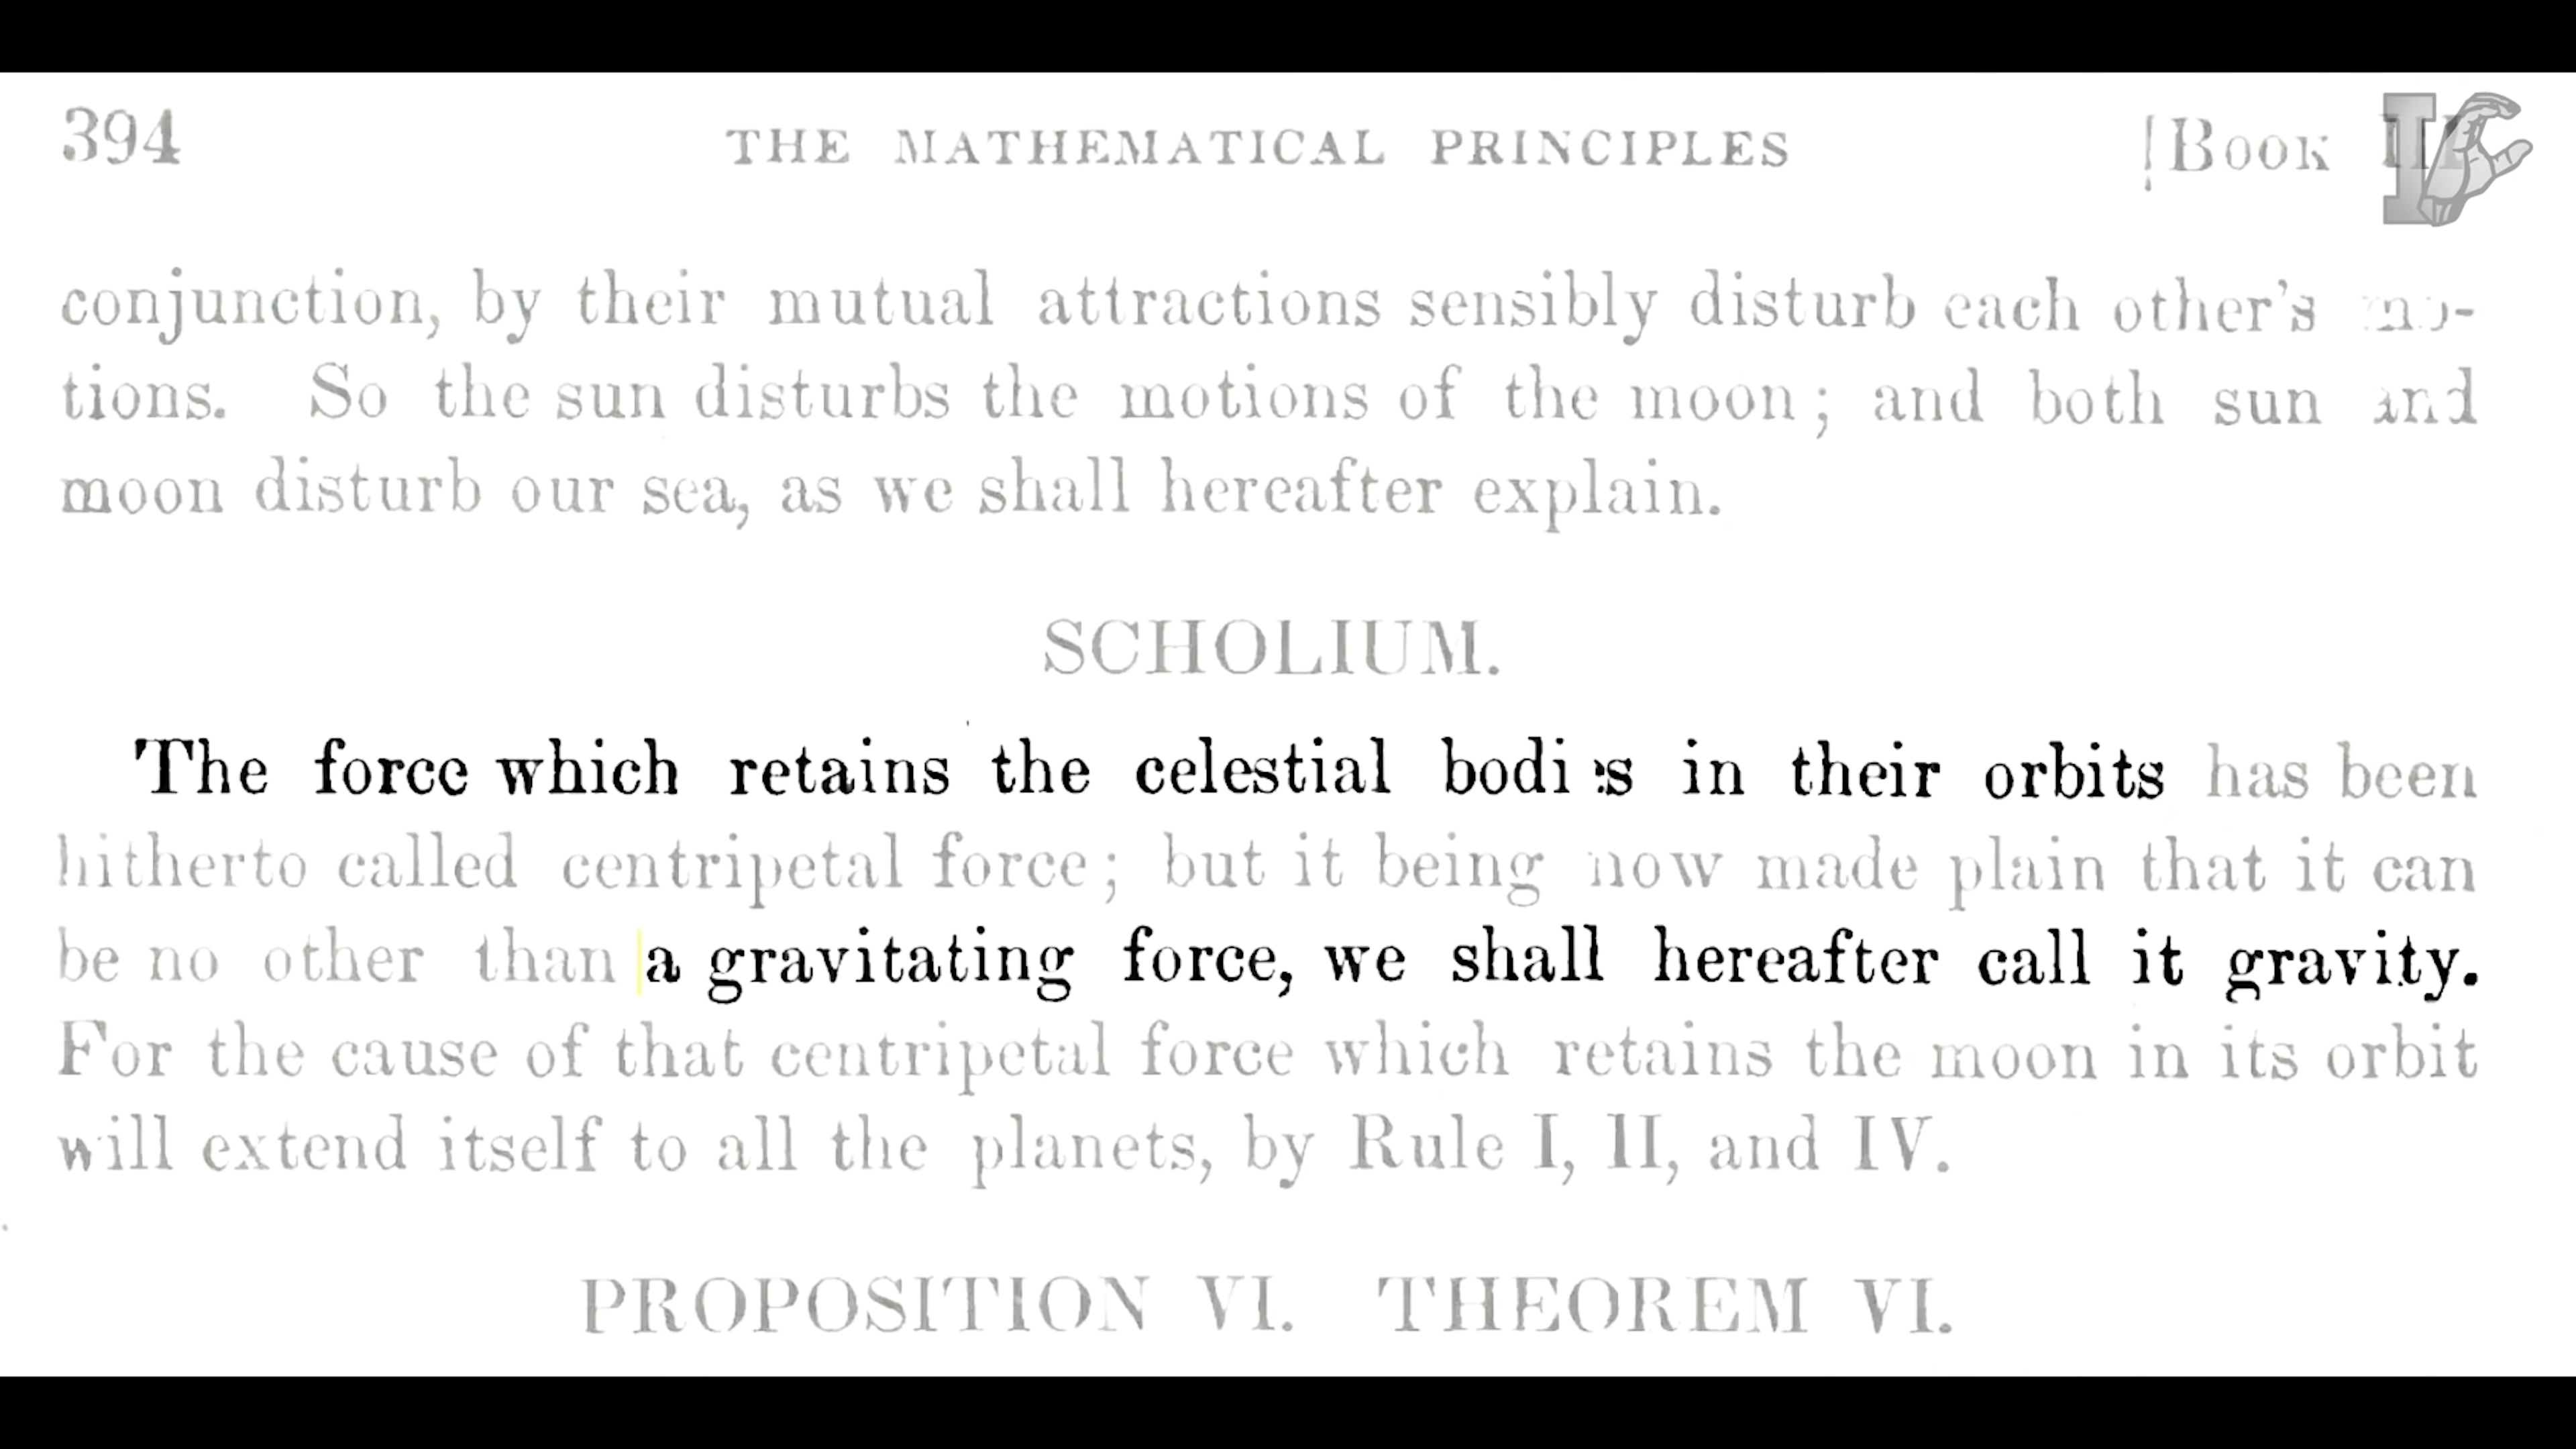 394 THE MATHEMATICAL PRINCIPLES |Book III
conjunction, by their mutual attractions sensibly disturb each other's mo-
tions. So the sun disturbs the motions of the moon; and both sun and
moon disturb our sea, as we shall hereafter explain.
SCHOLIUM.
The force which retains the celestial bodies in their orbits has been
hitherto called centripetal force; but it being now made plain that it can
be no other than a gravitating force, we shall hereafter call it gravity.
For the cause of that centripetal force which retains the moon in its orbit
will extend itself to all the planets, by Rule I, II, and IV.
PROPOSITION VI. THEOREM VI.